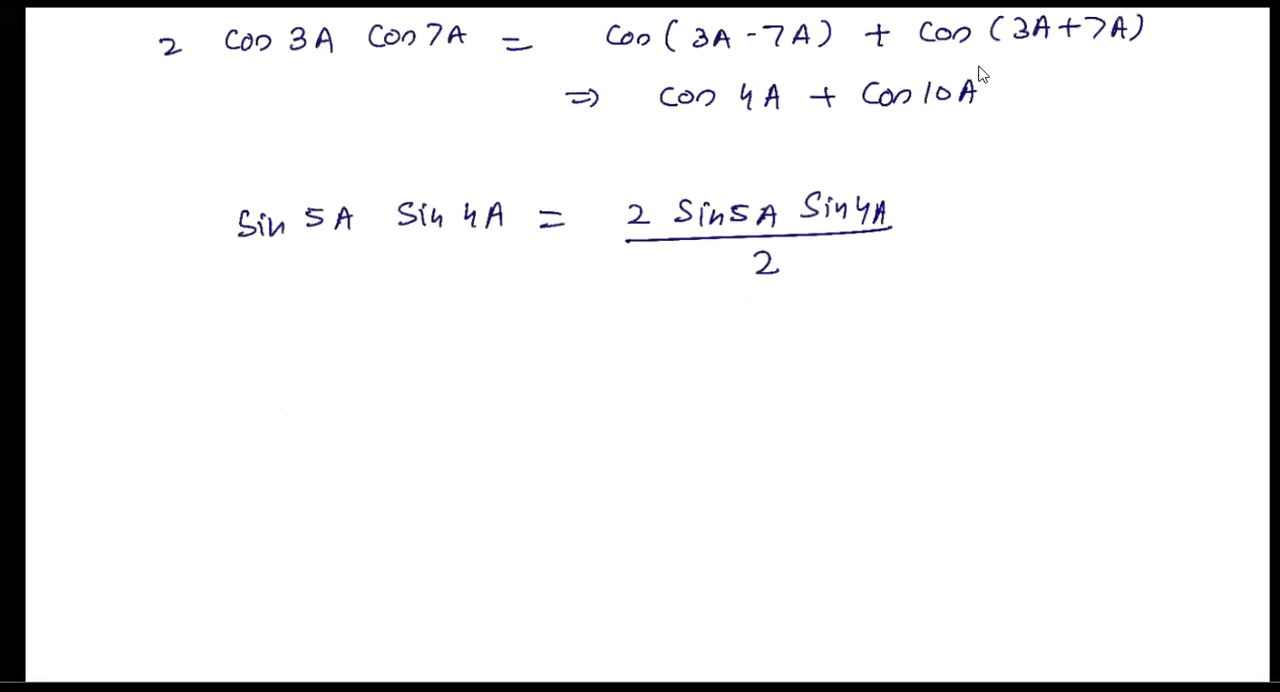 2 Cos 3A Cos 7A = Cos ( 3A - 7A ) + Cos ( 3A + 7A )
⇒ Cos 4A + Cos 10A
Sin 5A Sin 4A = 2 Sin 5A Sin 4A
2